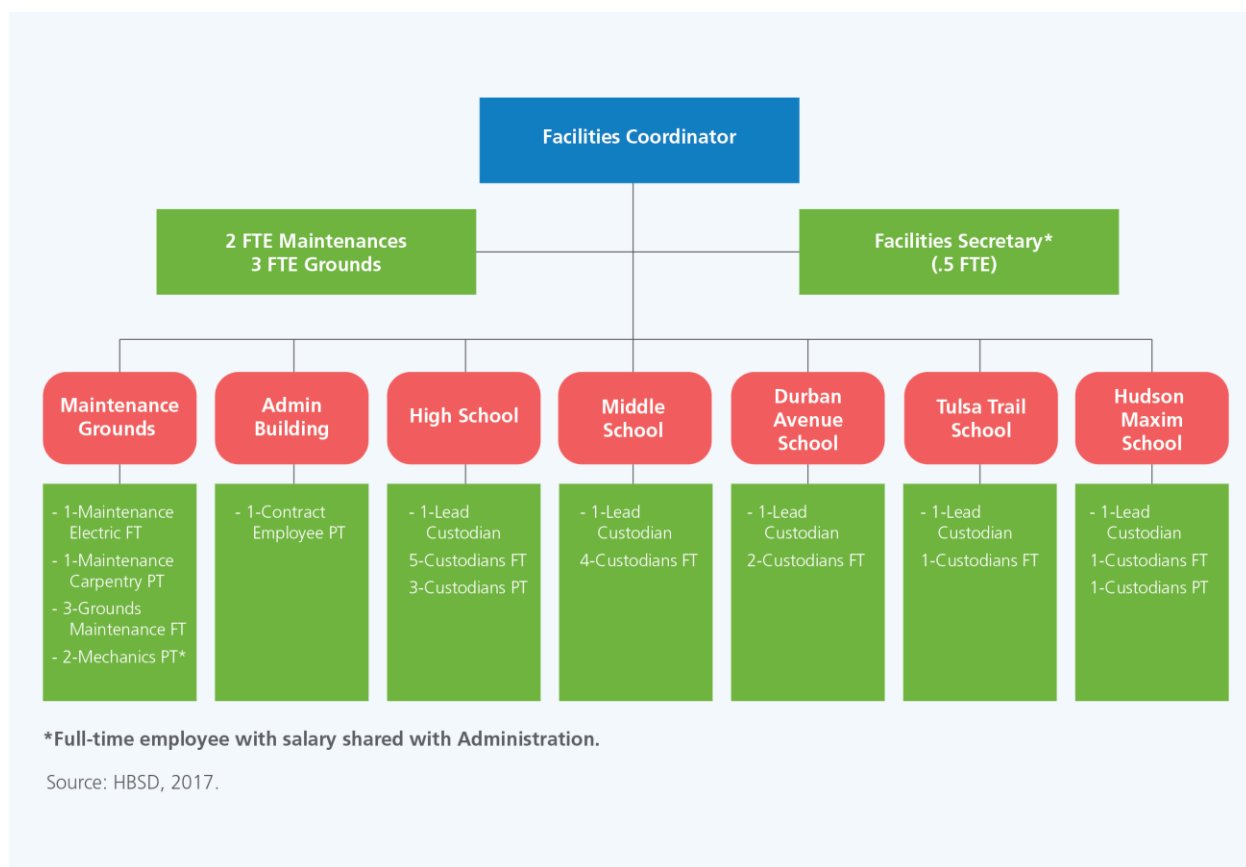 Facilities Coordinator
2 FTE Maintenances
3 FTE Grounds
Facilities Secretary*
(.5 FTE)
Maintenance
Grounds
Admin
Building
High School
Middle
School
Durban
Avenue
School
Tulsa Trail
School
Hudson
Maxim
School
- 1-Maintenance
Electric FT
- 1-Maintenance
Carpentry PT
- 3-Grounds
Maintenance FT
- 2-Mechanics PT*
- 1-Contract
Employee PT
- 1-Lead
Custodian
5-Custodians FT
3-Custodians PT
- 1-Lead
Custodian
4-Custodians FT
- 1-Lead
Custodian
2-Custodians FT
- 1-Lead
Custodian
1-Custodians FT
- 1-Lead
Custodian
1-Custodians FT
1-Custodians PT
*Full-time employee with salary shared with Administration.
Source: HBSD, 2017.